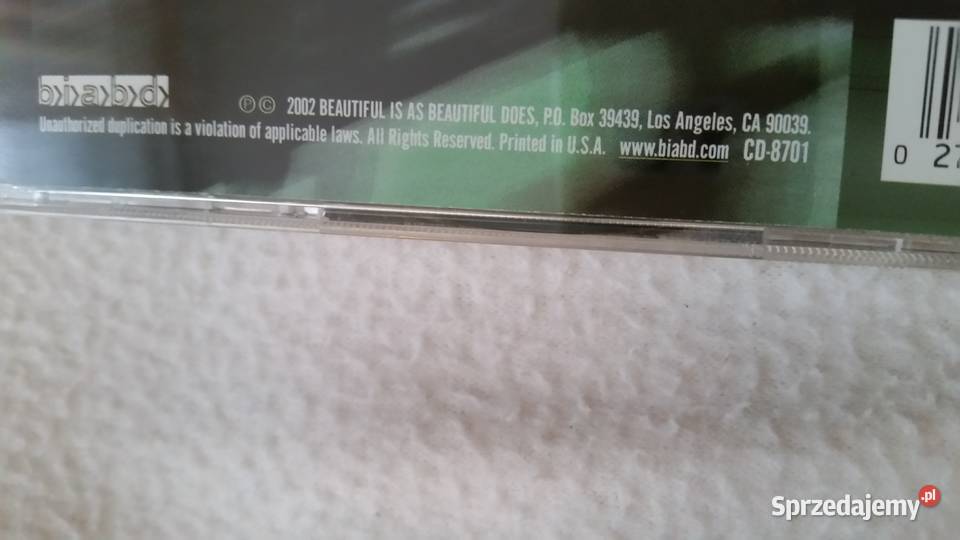 b>i>a>b>d>
℗ © 2002 BEAUTIFUL IS AS BEAUTIFUL DOES, P.O. Box 39439, Los Angeles, CA 90039.
Unauthorized duplication is a violation of applicable laws. All Rights Reserved. Printed in U.S.A. www.biabd.com CD-8701
0 27
Sprzedajemy.pl